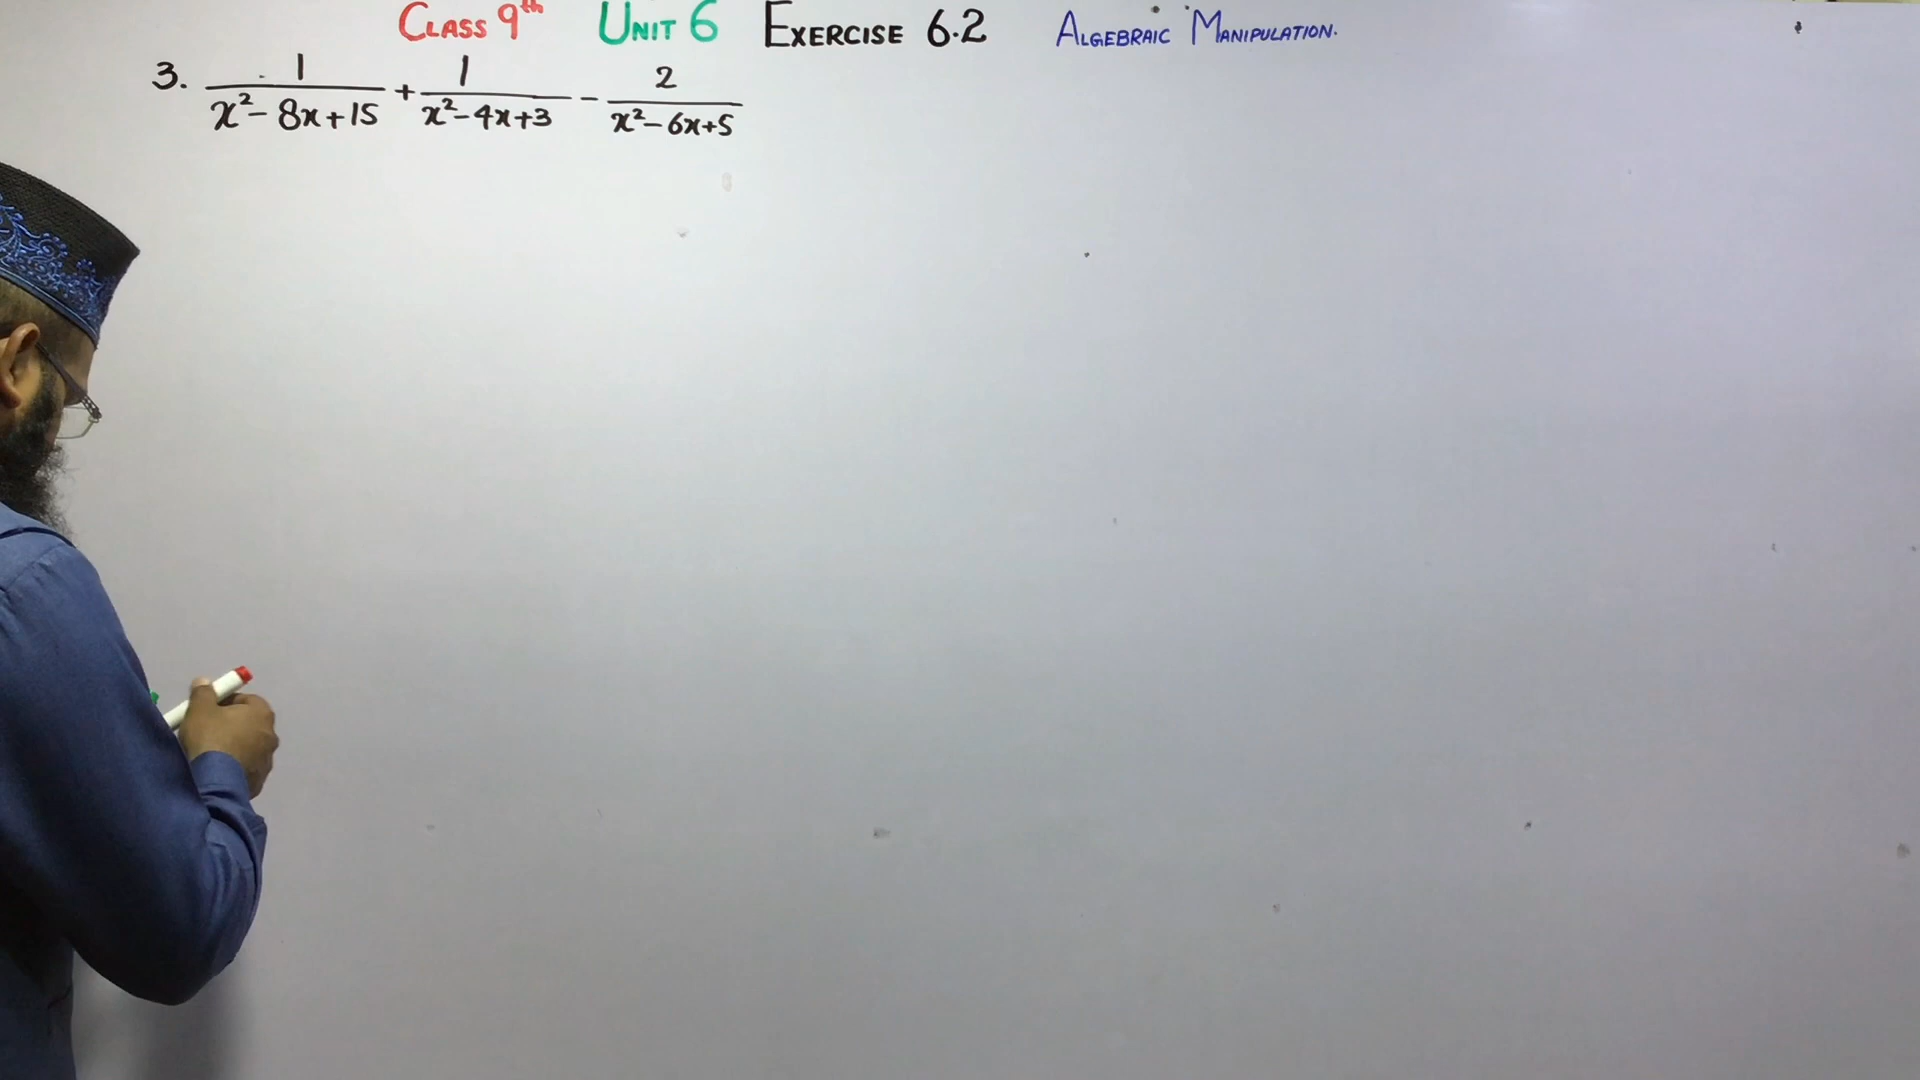 CLASS 9th UNIT 6 EXERCISE 6.2 ALGEBRAIC MANIPULATION.
3. 1/(x²-8x+15) + 1/(x²-4x+3) - 2/(x²-6x+5)